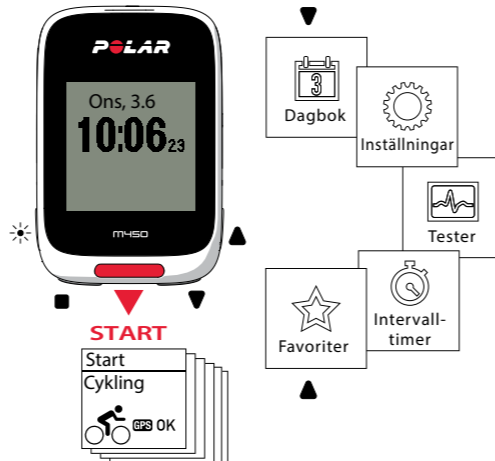 POLAR
Ons, 3.6
10:06 23
M450
START
Start
Cykling
GPS OK
3
Dagbok
Inställningar
Tester
Intervall-
timer
Favoriter